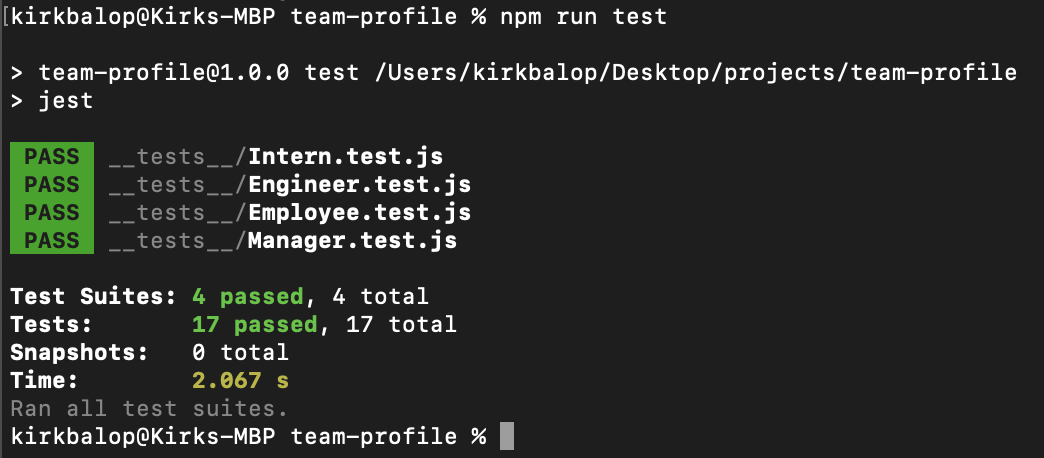 [kirkbalop@Kirks-MBP team-profile % npm run test
> team-profile@1.0.0 test /Users/kirkbalop/Desktop/projects/team-profile
> jest
PASS __tests__/Intern.test.js
PASS __tests__/Engineer.test.js
PASS __tests__/Employee.test.js
PASS __tests__/Manager.test.js
Test Suites: 4 passed, 4 total
Tests: 17 passed, 17 total
Snapshots: 0 total
Time: 2.067 s
Ran all test suites.
kirkbalop@Kirks-MBP team-profile %